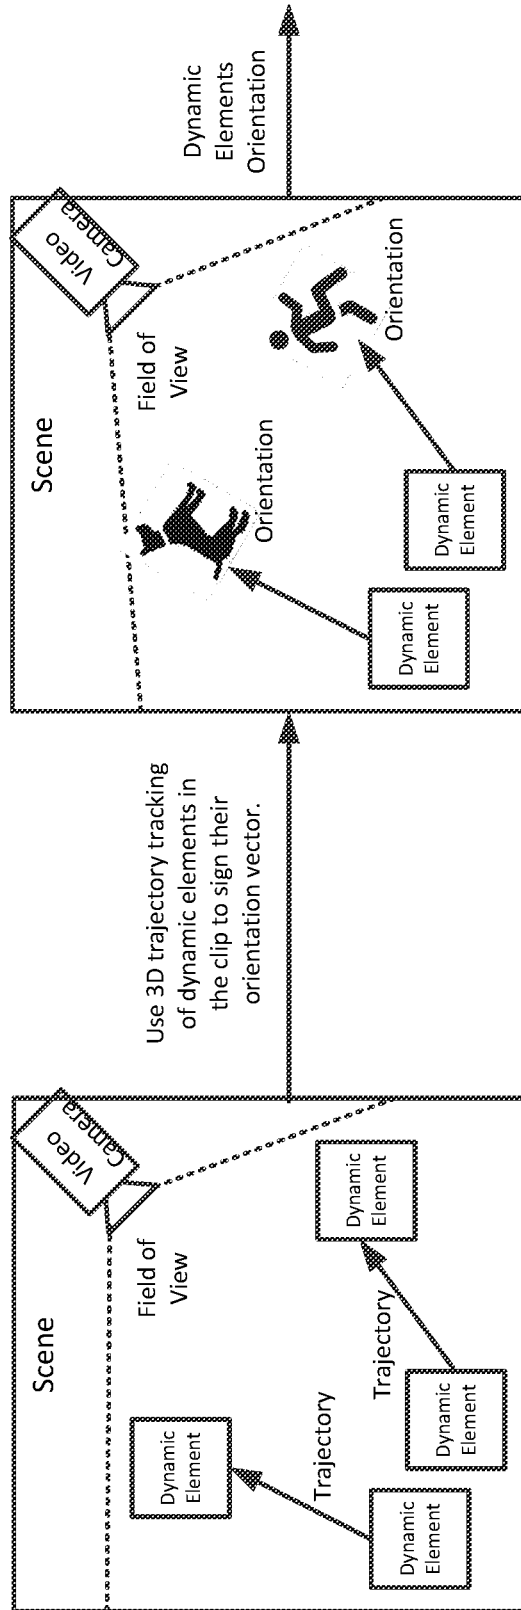 Scene
Video
Camera
Field of
View
Dynamic
Element
Trajectory
Dynamic
Element
Dynamic
Element
Trajectory
Dynamic
Element
Use 3D trajectory tracking
of dynamic elements in
the clip to sign their
orientation vector.
Scene
Video
Camera
Field of
View
Orientation
Orientation
Dynamic
Element
Dynamic
Element
Dynamic
Elements
Orientation